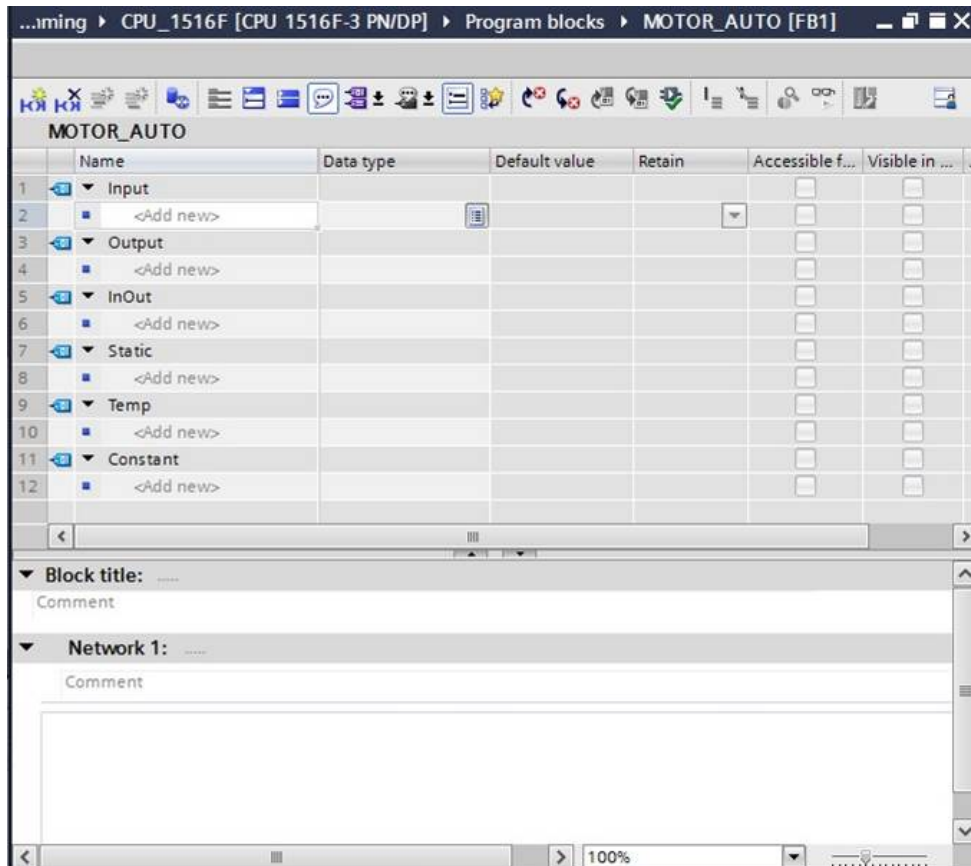 ...ming ▸ CPU_1516F [CPU 1516F-3 PN/DP] ▸ Program blocks ▸ MOTOR_AUTO [FB1]
MOTOR_AUTO
Name Data type Default value Retain Accessible f... Visible in ...
1 Input
2 <Add new>
3 Output
4 <Add new>
5 InOut
6 <Add new>
7 Static
8 <Add new>
9 Temp
10 <Add new>
11 Constant
12 <Add new>
Block title: .....
Comment
Network 1: .....
Comment
100%